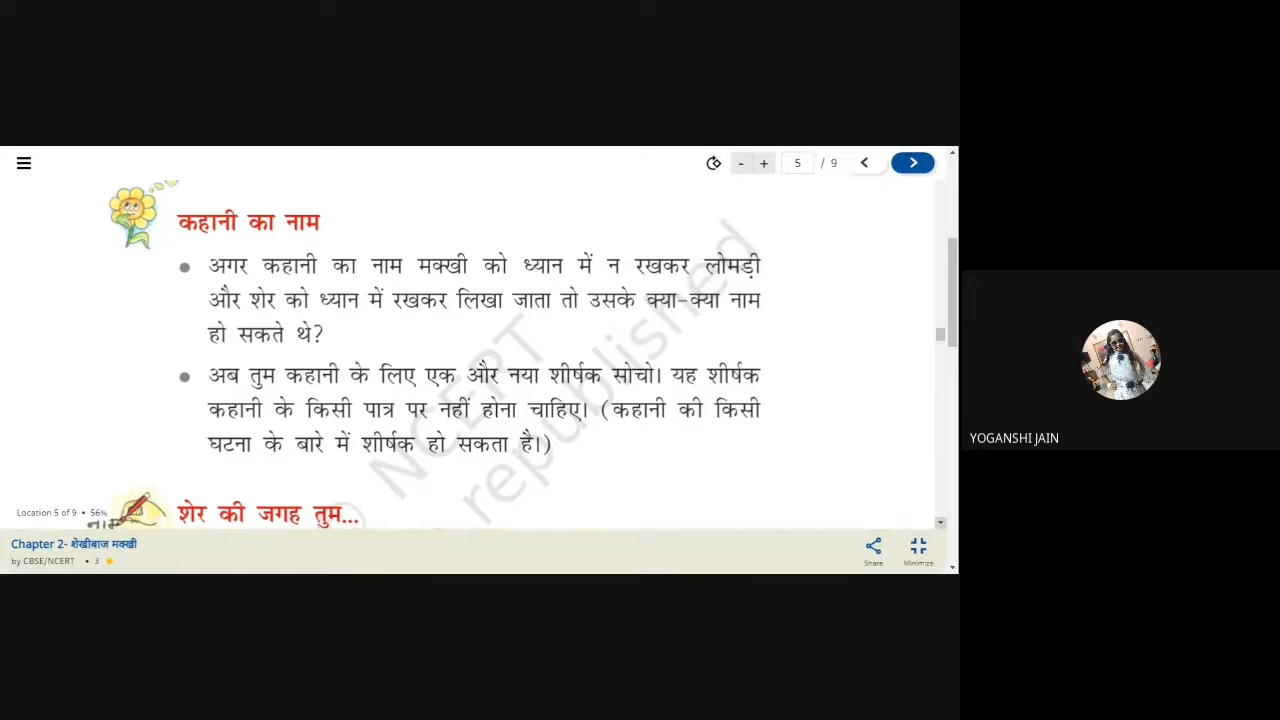 5 / 9
कहानी का नाम
अगर कहानी का नाम मक्खी को ध्यान में न रखकर लोमड़ी
और शेर को ध्यान में रखकर लिखा जाता तो उसके क्या-क्या नाम
हो सकते थे?
अब तुम कहानी के लिए एक और नया शीर्षक सोचो। यह शीर्षक
कहानी के किसी पात्र पर नहीं होना चाहिए। (कहानी की किसी
घटना के बारे में शीर्षक हो सकता है।)
NCERT
republished
YOGANSHI JAIN
Location 5 of 9 • 56%
शेर की जगह तुम...
नाम
Chapter 2- शेखीबाज मक्खी
by CBSE/NCERT • 3
Share Minimize